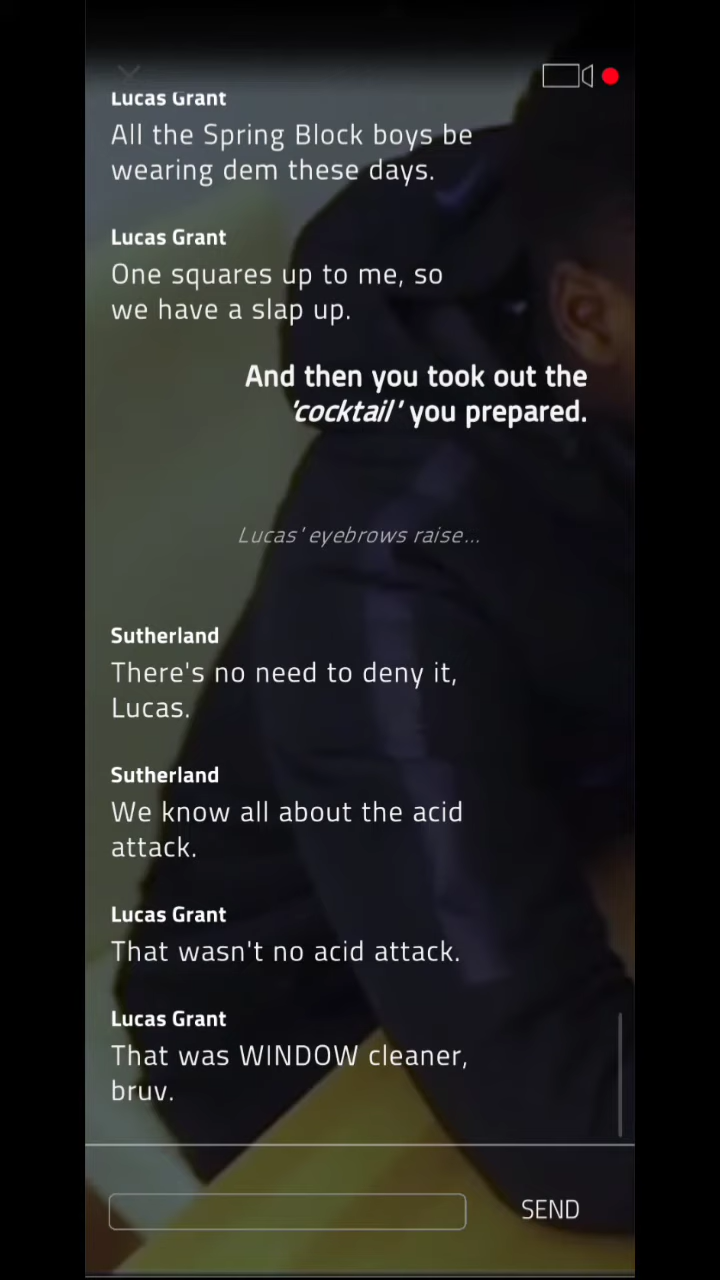 Lucas Grant
All the Spring Block boys be
wearing dem these days.
Lucas Grant
One squares up to me, so
we have a slap up.
And then you took out the
'cocktail' you prepared.
Lucas' eyebrows raise...
Sutherland
There's no need to deny it,
Lucas.
Sutherland
We know all about the acid
attack.
Lucas Grant
That wasn't no acid attack.
Lucas Grant
That was WINDOW cleaner,
bruv.
SEND